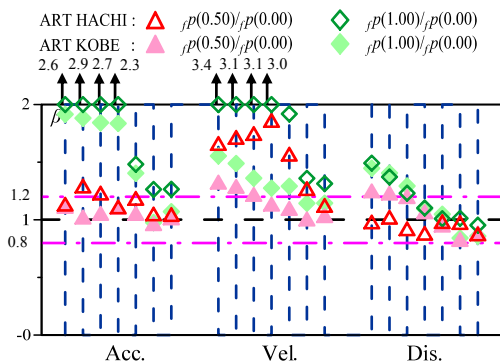 ART HACHI : fp(0.50)/fp(0.00) fp(1.00)/fp(0.00)
ART KOBE : fp(0.50)/fp(0.00) fp(1.00)/fp(0.00)
2.6 2.9 2.7 2.3 3.4 3.1 3.1 3.0
2
β
1.2
1
0.8
-0
Acc. Vel. Dis.